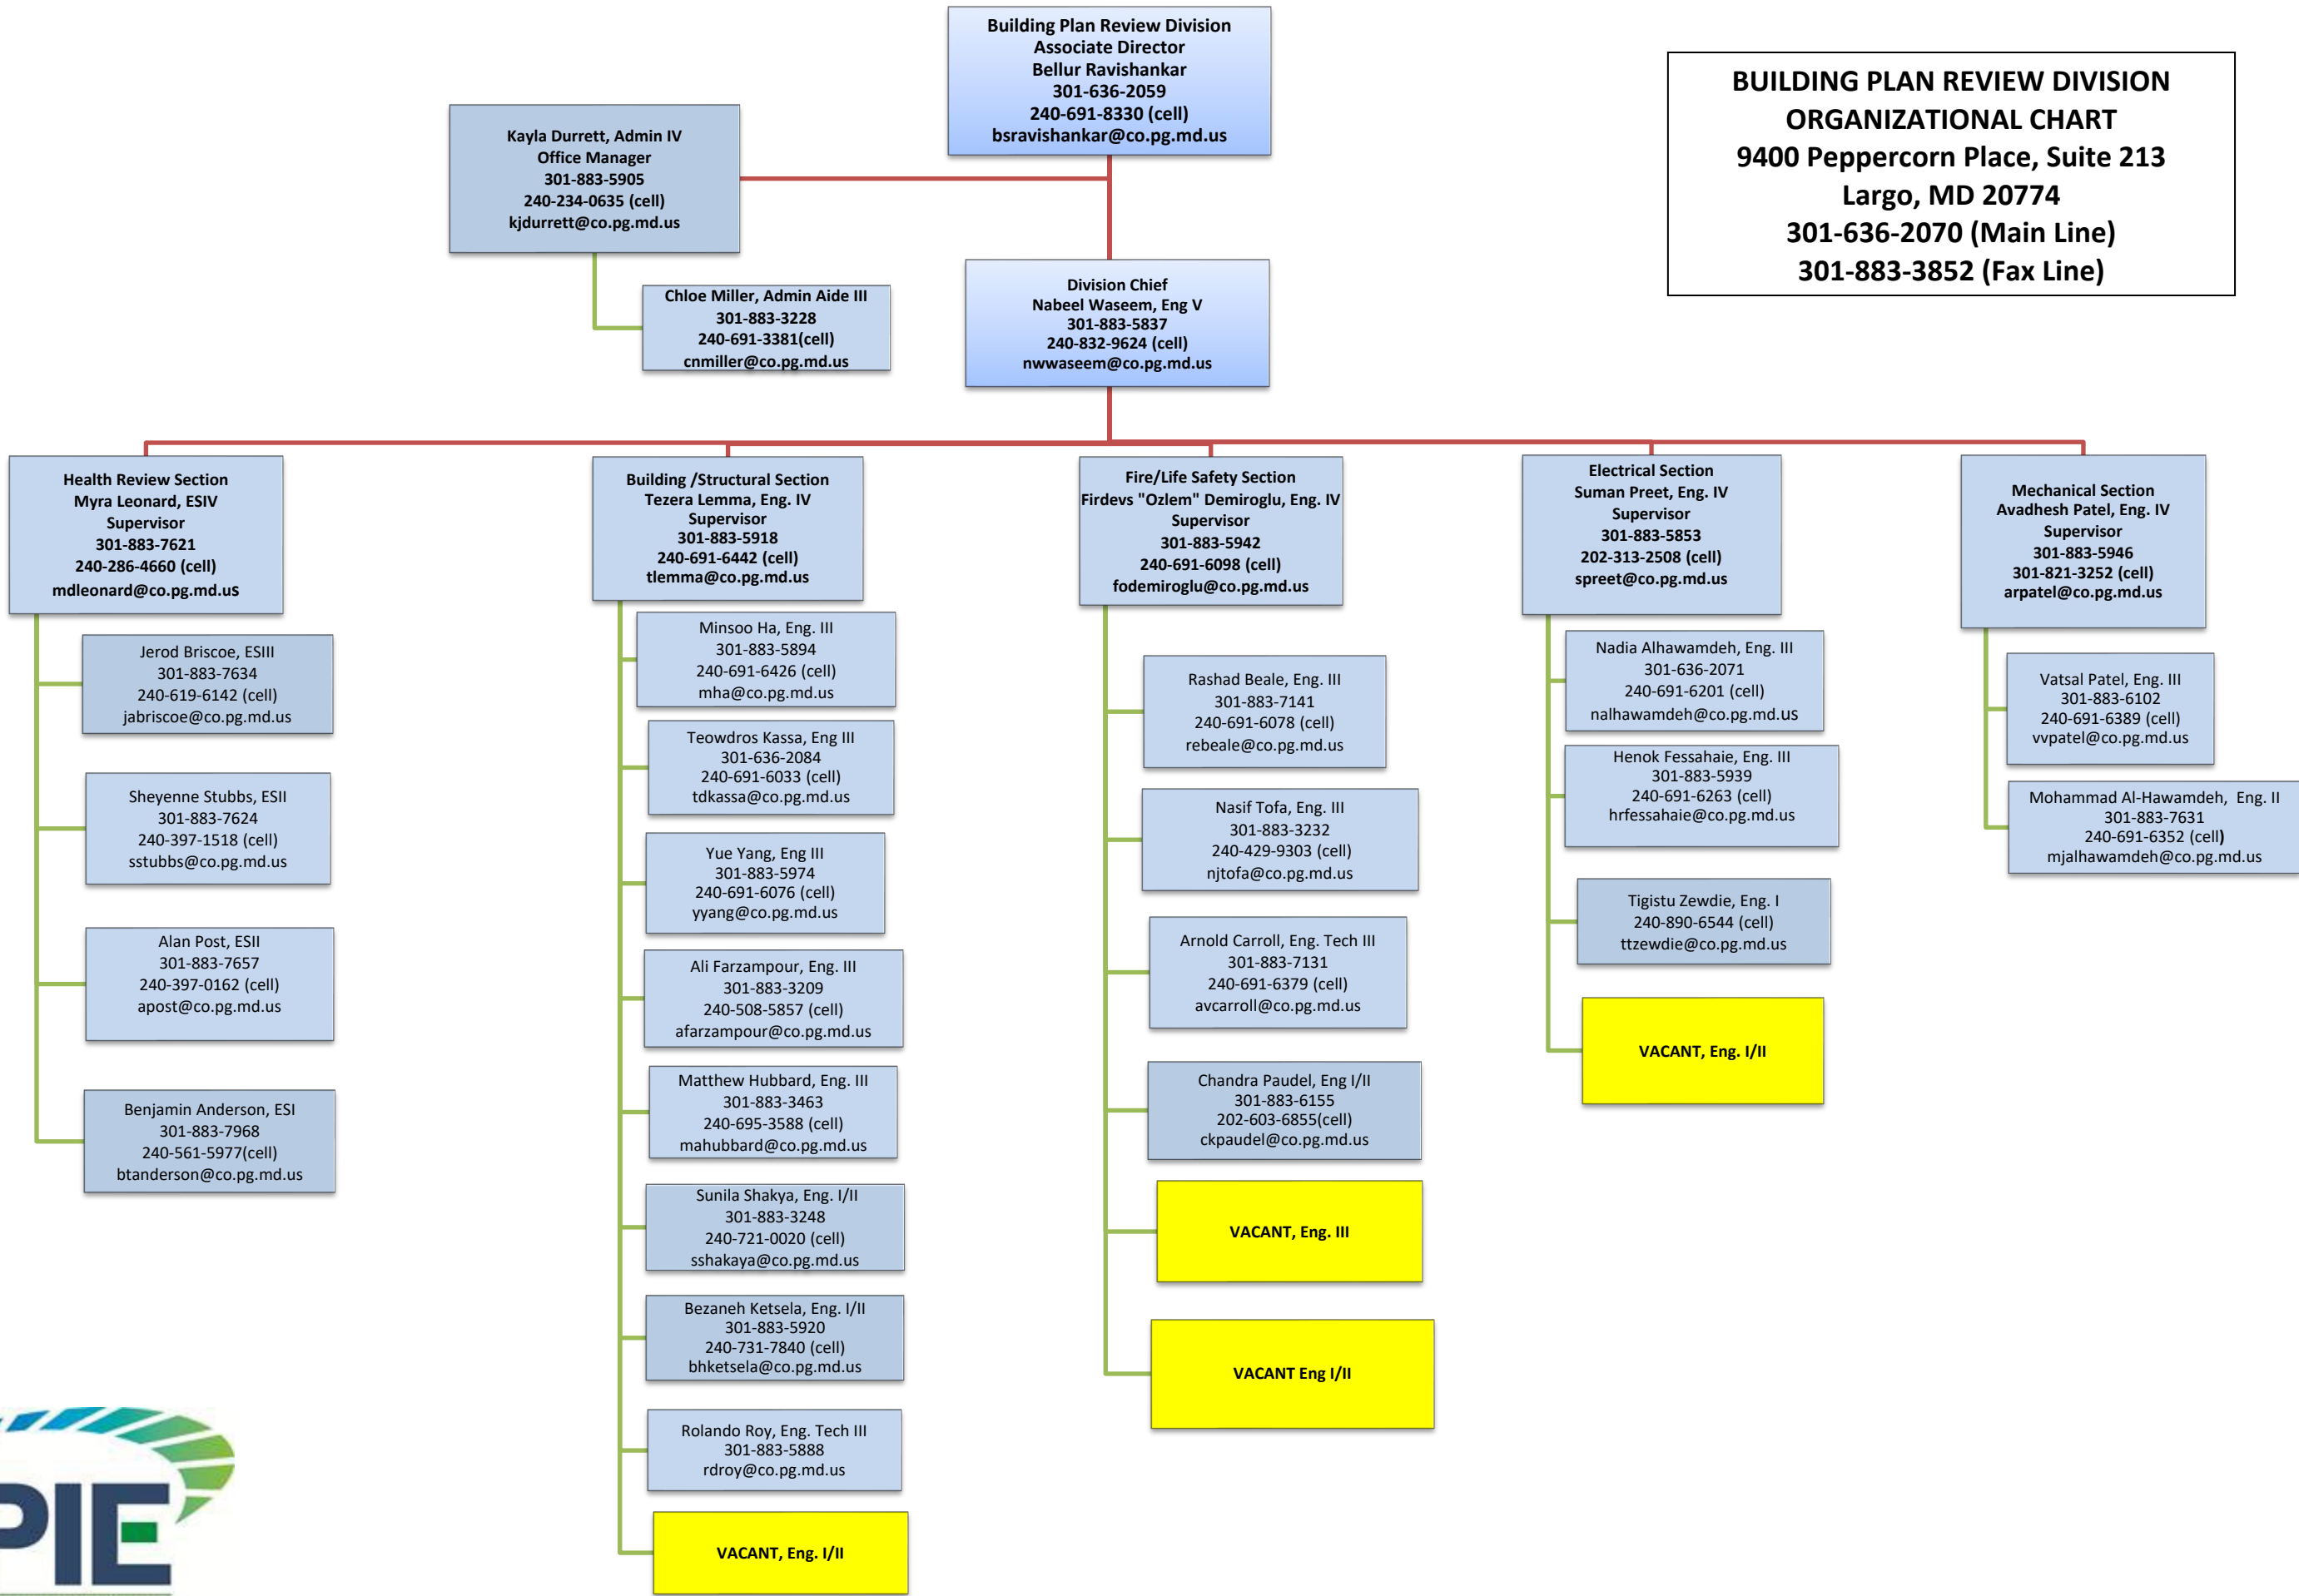 Building Plan Review Division
Associate Director
Bellur Ravishankar
301-636-2059
240-691-8330 (cell)
bsravishankar@co.pg.md.us
BUILDING PLAN REVIEW DIVISION
ORGANIZATIONAL CHART
9400 Peppercorn Place, Suite 213
Largo, MD 20774
301-636-2070 (Main Line)
301-883-3852 (Fax Line)
Kayla Durrett, Admin IV
Office Manager
301-883-5905
240-234-0635 (cell)
kjdurrett@co.pg.md.us
Chloe Miller, Admin Aide III
301-883-3228
240-691-3381(cell)
cnmiller@co.pg.md.us
Division Chief
Nabeel Waseem, Eng V
301-883-5837
240-832-9624 (cell)
nwwaseem@co.pg.md.us
Health Review Section
Myra Leonard, ESIV
Supervisor
301-883-7621
240-286-4660 (cell)
mdleonard@co.pg.md.us
Jerod Briscoe, ESIII
301-883-7634
240-619-6142 (cell)
jabriscoe@co.pg.md.us
Sheyenne Stubbs, ESII
301-883-7624
240-397-1518 (cell)
sstubbs@co.pg.md.us
Alan Post, ESII
301-883-7657
240-397-0162 (cell)
apost@co.pg.md.us
Benjamin Anderson, ESI
301-883-7968
240-561-5977(cell)
btanderson@co.pg.md.us
Building /Structural Section
Tezera Lemma, Eng. IV
Supervisor
301-883-5918
240-691-6442 (cell)
tlemma@co.pg.md.us
Minsoo Ha, Eng. III
301-883-5894
240-691-6426 (cell)
mha@co.pg.md.us
Teowdros Kassa, Eng III
301-636-2084
240-691-6033 (cell)
tdkassa@co.pg.md.us
Yue Yang, Eng III
301-883-5974
240-691-6076 (cell)
yyang@co.pg.md.us
Ali Farzampour, Eng. III
301-883-3209
240-508-5857 (cell)
afarzampour@co.pg.md.us
Matthew Hubbard, Eng. III
301-883-3463
240-695-3588 (cell)
mahubbard@co.pg.md.us
Sunila Shakya, Eng. I/II
301-883-3248
240-721-0020 (cell)
sshakaya@co.pg.md.us
Bezaneh Ketsela, Eng. I/II
301-883-5920
240-731-7840 (cell)
bhketsela@co.pg.md.us
Rolando Roy, Eng. Tech III
301-883-5888
rdroy@co.pg.md.us
VACANT, Eng. I/II
Fire/Life Safety Section
Firdevs "Ozlem" Demiroglu, Eng. IV
Supervisor
301-883-5942
240-691-6098 (cell)
fodemiroglu@co.pg.md.us
Rashad Beale, Eng. III
301-883-7141
240-691-6078 (cell)
rebeale@co.pg.md.us
Nasif Tofa, Eng. III
301-883-3232
240-429-9303 (cell)
njtofa@co.pg.md.us
Arnold Carroll, Eng. Tech III
301-883-7131
240-691-6379 (cell)
avcarroll@co.pg.md.us
Chandra Paudel, Eng I/II
301-883-6155
202-603-6855(cell)
ckpaudel@co.pg.md.us
VACANT, Eng. III
VACANT Eng I/II
Electrical Section
Suman Preet, Eng. IV
Supervisor
301-883-5853
202-313-2508 (cell)
spreet@co.pg.md.us
Nadia Alhawamdeh, Eng. III
301-636-2071
240-691-6201 (cell)
nalhawamdeh@co.pg.md.us
Henok Fessahaie, Eng. III
301-883-5939
240-691-6263 (cell)
hrfessahaie@co.pg.md.us
Tigistu Zewdie, Eng. I
240-890-6544 (cell)
ttzewdie@co.pg.md.us
VACANT, Eng. I/II
Mechanical Section
Avadhesh Patel, Eng. IV
Supervisor
301-883-5946
301-821-3252 (cell)
arpatel@co.pg.md.us
Vatsal Patel, Eng. III
301-883-6102
240-691-6389 (cell)
vvpatel@co.pg.md.us
Mohammad Al-Hawamdeh, Eng. II
301-883-7631
240-691-6352 (cell)
mjalhawamdeh@co.pg.md.us
PIE